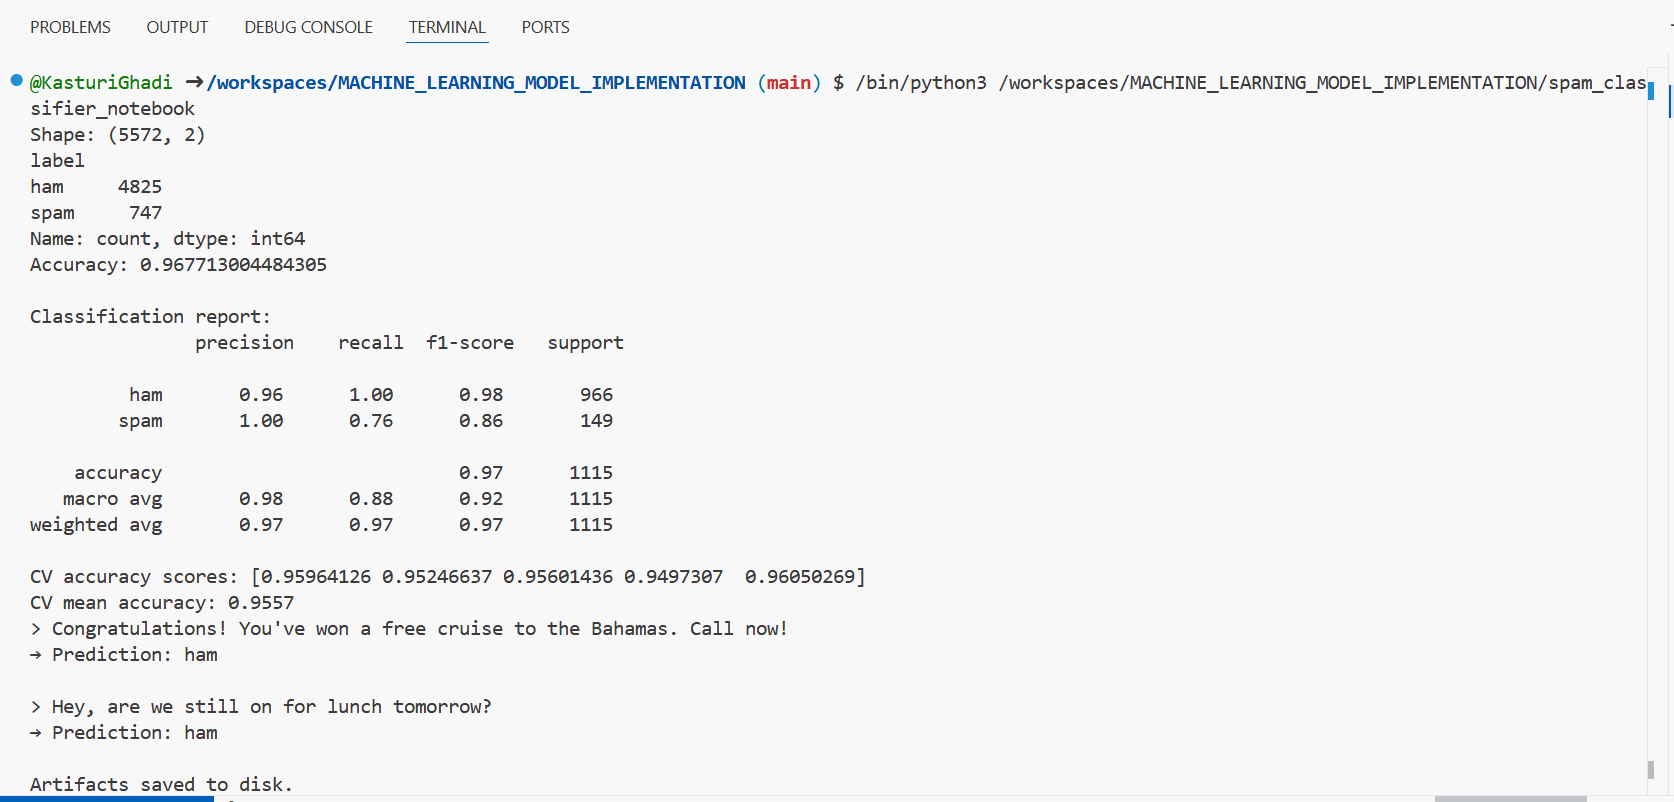 PROBLEMS OUTPUT DEBUG CONSOLE TERMINAL PORTS
@KasturiGhadi ➜/workspaces/MACHINE_LEARNING_MODEL_IMPLEMENTATION (main) $ /bin/python3 /workspaces/MACHINE_LEARNING_MODEL_IMPLEMENTATION/spam_clas
sifier_notebook
Shape: (5572, 2)
label
ham     4825
spam     747
Name: count, dtype: int64
Accuracy: 0.967713004484305
Classification report:
               precision    recall  f1-score   support
         ham       0.96      1.00      0.98       966
        spam       1.00      0.76      0.86       149
    accuracy                           0.97      1115
   macro avg       0.98      0.88      0.92      1115
weighted avg       0.97      0.97      0.97      1115
CV accuracy scores: [0.95964126 0.95246637 0.95601436 0.9497307  0.96050269]
CV mean accuracy: 0.9557
> Congratulations! You've won a free cruise to the Bahamas. Call now!
→ Prediction: ham
> Hey, are we still on for lunch tomorrow?
→ Prediction: ham
Artifacts saved to disk.